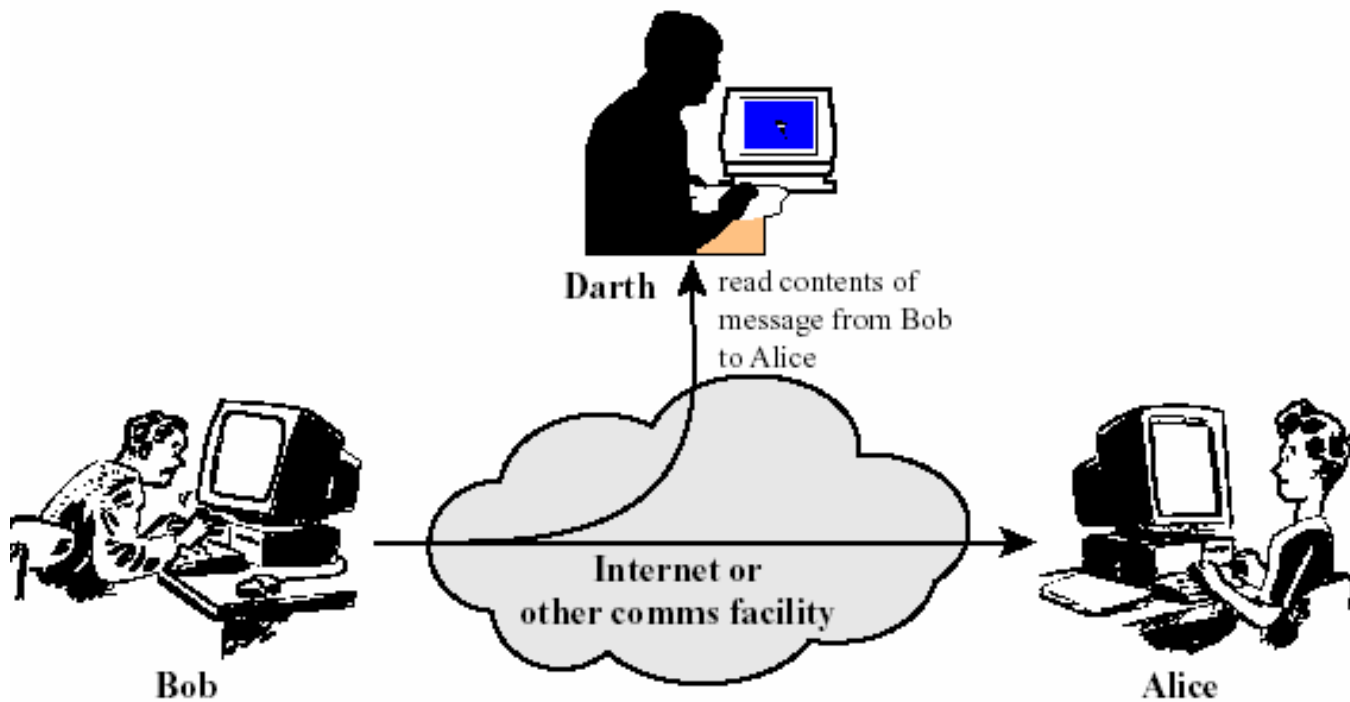 Darth
read contents of
message from Bob
to Alice
Internet or
other comms facility
Bob
Alice